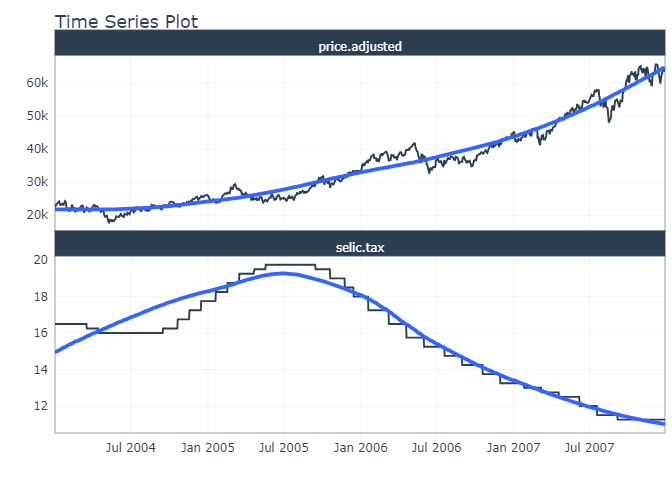 Time Series Plot
price.adjusted
60k
50k
40k
30k
20k
selic.tax
20
18
16
14
12
Jul 2004 Jan 2005 Jul 2005 Jan 2006 Jul 2006 Jan 2007 Jul 2007